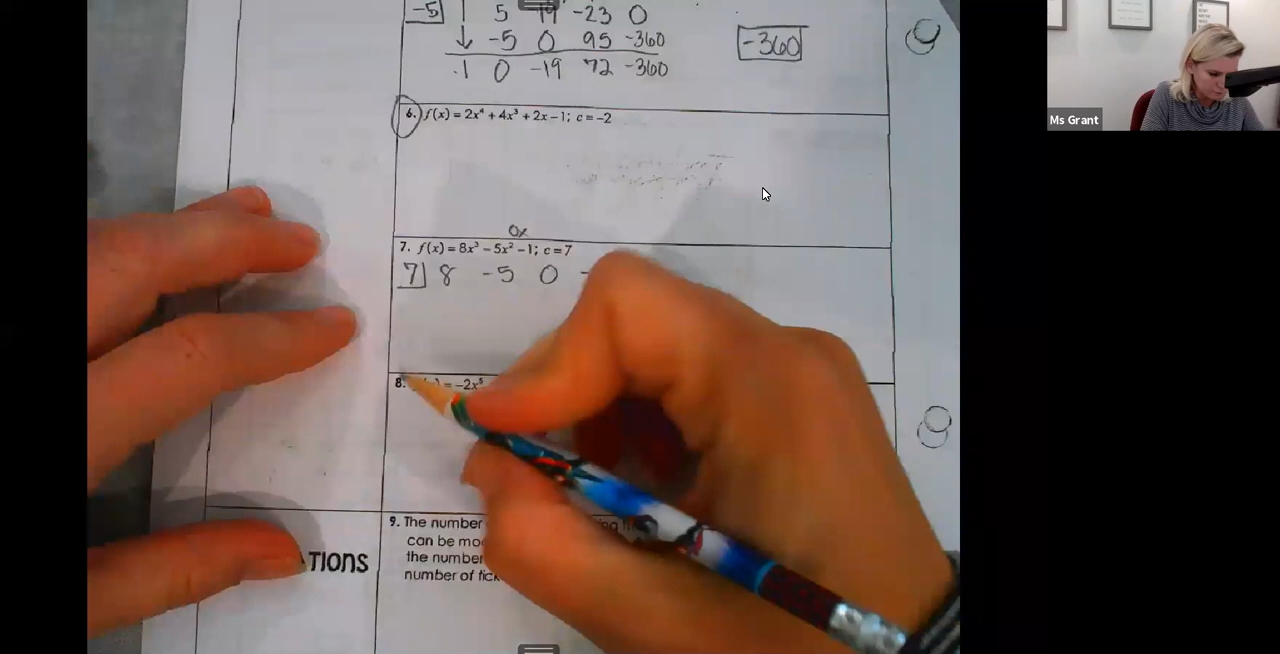 -5 | 5 -19 -23 0
↓ -5 0 95 -360
1 0 -19 72 -360
-360
6. f(x) = 2x⁴ + 4x³ + 2x – 1; c = –2
0x
7. f(x) = 8x³ – 5x² – 1; c = 7
7 8 -5 0 -
8. = –2x⁵
9. The number
can be
the number
number of
TIONS
Ms Grant